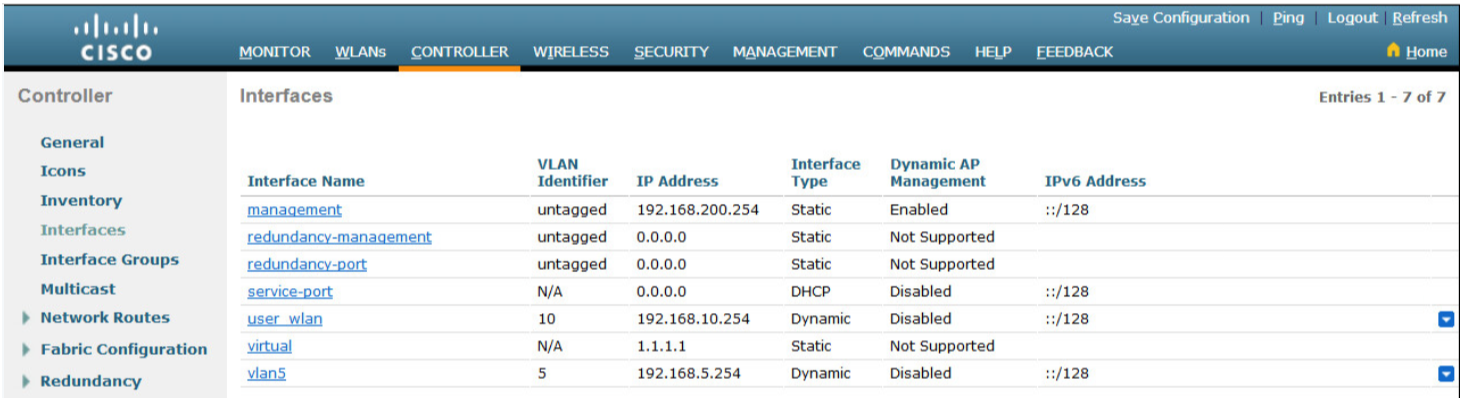 Save Configuration | Ping | Logout | Refresh
CISCO MONITOR WLANs CONTROLLER WIRELESS SECURITY MANAGEMENT COMMANDS HELP FEEDBACK Home
Controller
General
Icons
Inventory
Interfaces
Interface Groups
Multicast
Network Routes
Fabric Configuration
Redundancy
Interfaces Entries 1 - 7 of 7
Interface Name VLAN Identifier IP Address Interface Type Dynamic AP Management IPv6 Address
management untagged 192.168.200.254 Static Enabled ::/128
redundancy-management untagged 0.0.0.0 Static Not Supported
redundancy-port untagged 0.0.0.0 Static Not Supported
service-port N/A 0.0.0.0 DHCP Disabled ::/128
user_wlan 10 192.168.10.254 Dynamic Disabled ::/128
virtual N/A 1.1.1.1 Static Not Supported
vlan5 5 192.168.5.254 Dynamic Disabled ::/128